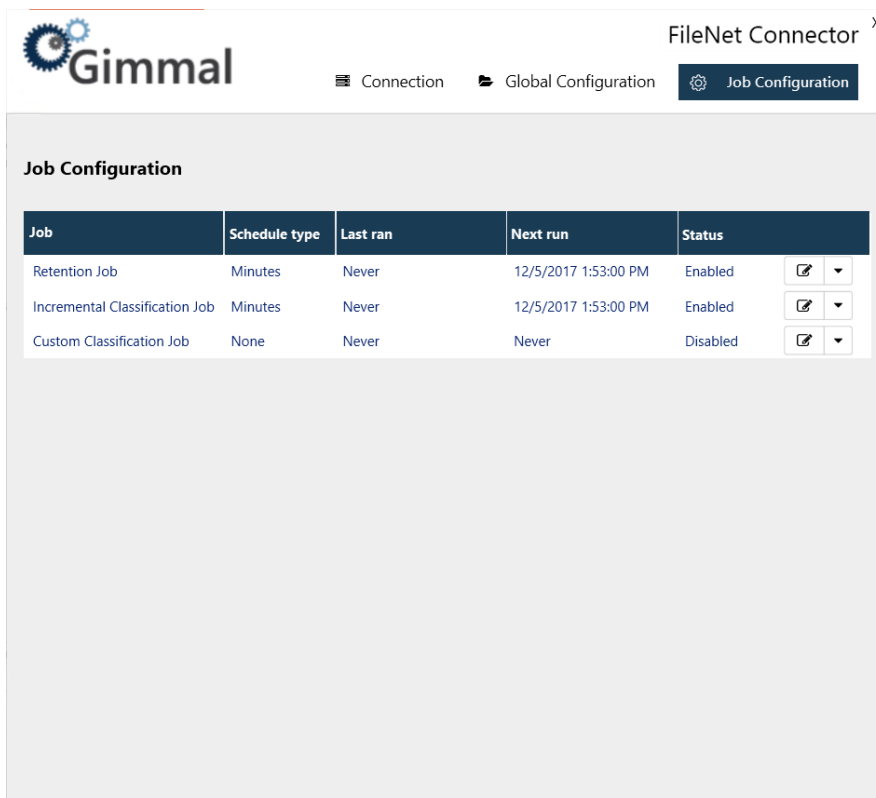 FileNet Connector
Gimmal
Connection Global Configuration Job Configuration
Job Configuration
Job Schedule type Last ran Next run Status
Retention Job Minutes Never 12/5/2017 1:53:00 PM Enabled
Incremental Classification Job Minutes Never 12/5/2017 1:53:00 PM Enabled
Custom Classification Job None Never Never Disabled